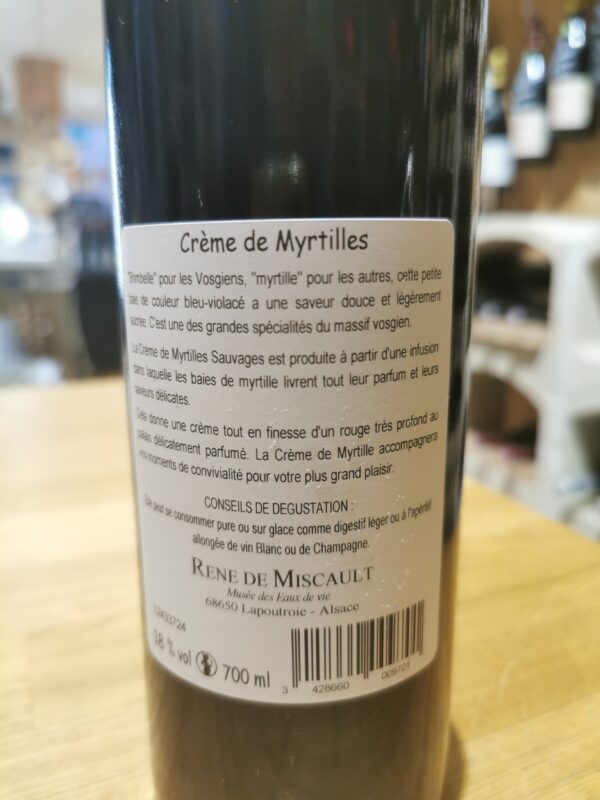 Crème de Myrtilles
"Brimbelle" pour les Vosgiens, "myrtille" pour les autres, cette petite
baie de couleur bleu-violacé a une saveur douce et légèrement
sucrée. C'est une des grandes spécialités du massif vosgien.
La Crème de Myrtilles Sauvages est produite à partir d'une infusion
dans laquelle les baies de myrtille livrent tout leur parfum et leurs
saveurs délicates.
Cela donne une crème tout en finesse d'un rouge très profond au
palais délicatement parfumé. La Crème de Myrtille accompagnera
vos moments de convivialité pour votre plus grand plaisir.
CONSEILS DE DEGUSTATION :
Elle peut se consommer pure ou sur glace comme digestif léger ou à l'apéritif
allongée de vin Blanc ou de Champagne.
RENE DE MISCAULT
Musée des Eaux de vie
68650 Lapoutroie - Alsace
18 % vol 700 ml
3 428660 009701